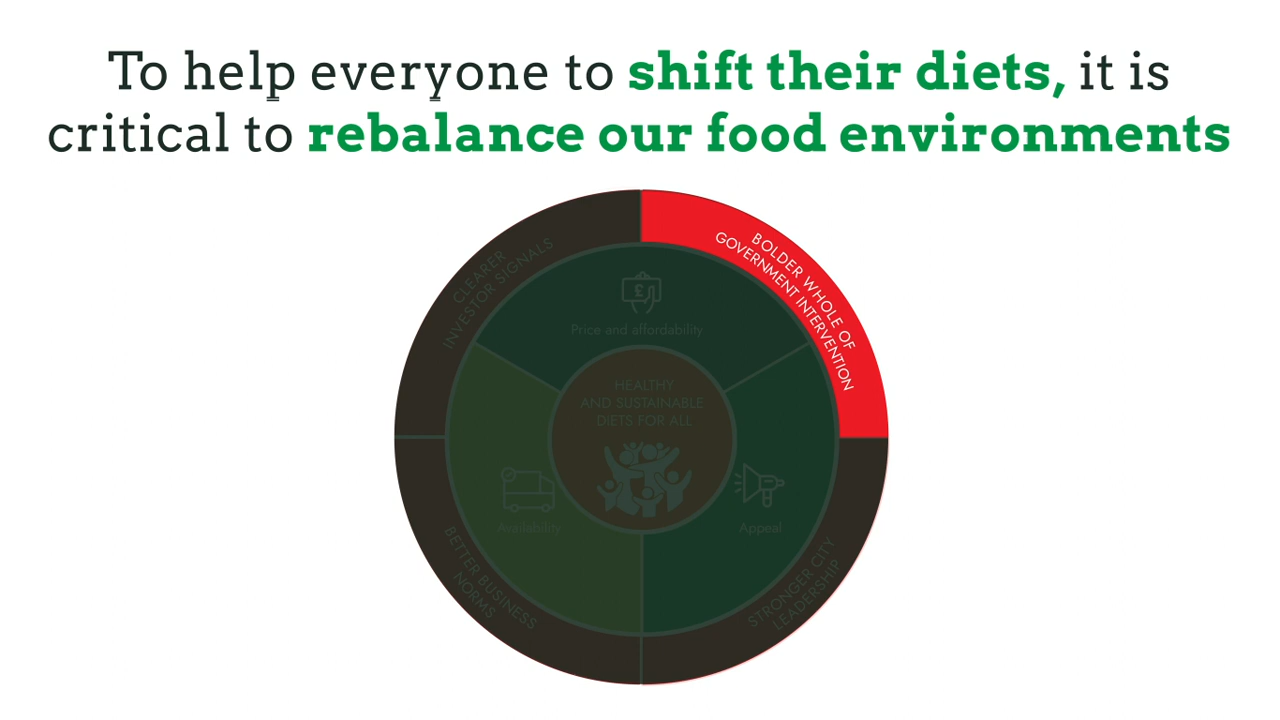 To help everyone to shift their diets, it is
critical to rebalance our food environments
CLEARER
INVESTOR SIGNALS
BOLDER WHOLE OF
GOVERNMENT INTERVENTION
£
Price and affordability
HEALTHY
AND SUSTAINABLE
DIETS FOR ALL
Availability
Appeal
BETTER BUSINESS
NORMS
STRONGER CITY
LEADERSHIP